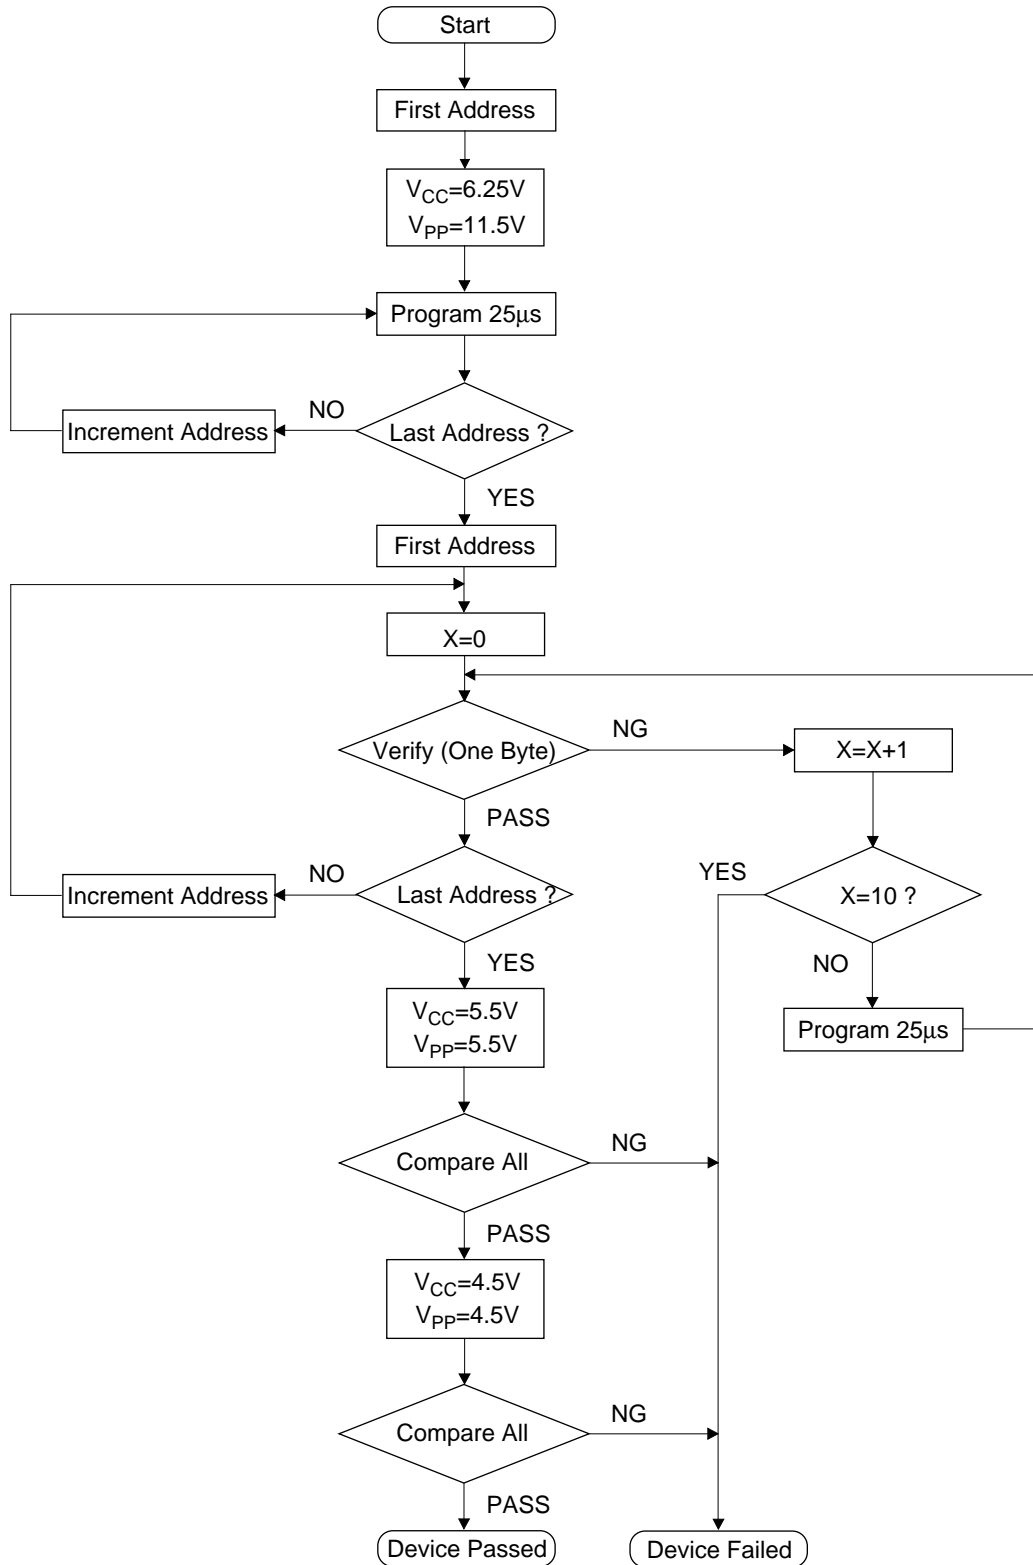 Start
First Address
VCC=6.25V
VPP=11.5V
Program 25μs
NO
Increment Address
Last Address ?
YES
First Address
X=0
Verify (One Byte)
NG
X=X+1
PASS
NO
Increment Address
Last Address ?
YES
X=10 ?
YES
NO
VCC=5.5V
VPP=5.5V
Program 25μs
Compare All
NG
PASS
VCC=4.5V
VPP=4.5V
Compare All
NG
PASS
Device Passed
Device Failed